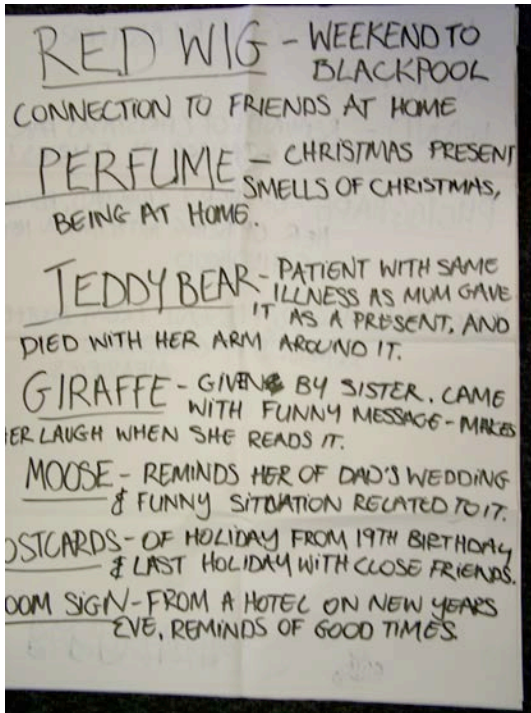 RED WIG - WEEKEND TO
BLACKPOOL
CONNECTION TO FRIENDS AT HOME
PERFUME - CHRISTMAS PRESENT
SMELLS OF CHRISTMAS,
BEING AT HOME.
TEDDY BEAR - PATIENT WITH SAME
ILLNESS AS MUM GAVE
IT AS A PRESENT. AND
DIED WITH HER ARM AROUND IT.
GIRAFFE - GIVEN BY SISTER. CAME
WITH FUNNY MESSAGE - MAKES
ER LAUGH WHEN SHE READS IT.
MOOSE - REMINDS HER OF DAD'S WEDDING
& FUNNY SITUATION RELATED TO IT.
OSTCARDS - OF HOLIDAY FROM 19TH BIRTHDAY
& LAST HOLIDAY WITH CLOSE FRIENDS.
OOM SIGN - FROM A HOTEL ON NEW YEARS
EVE, REMINDS OF GOOD TIMES.